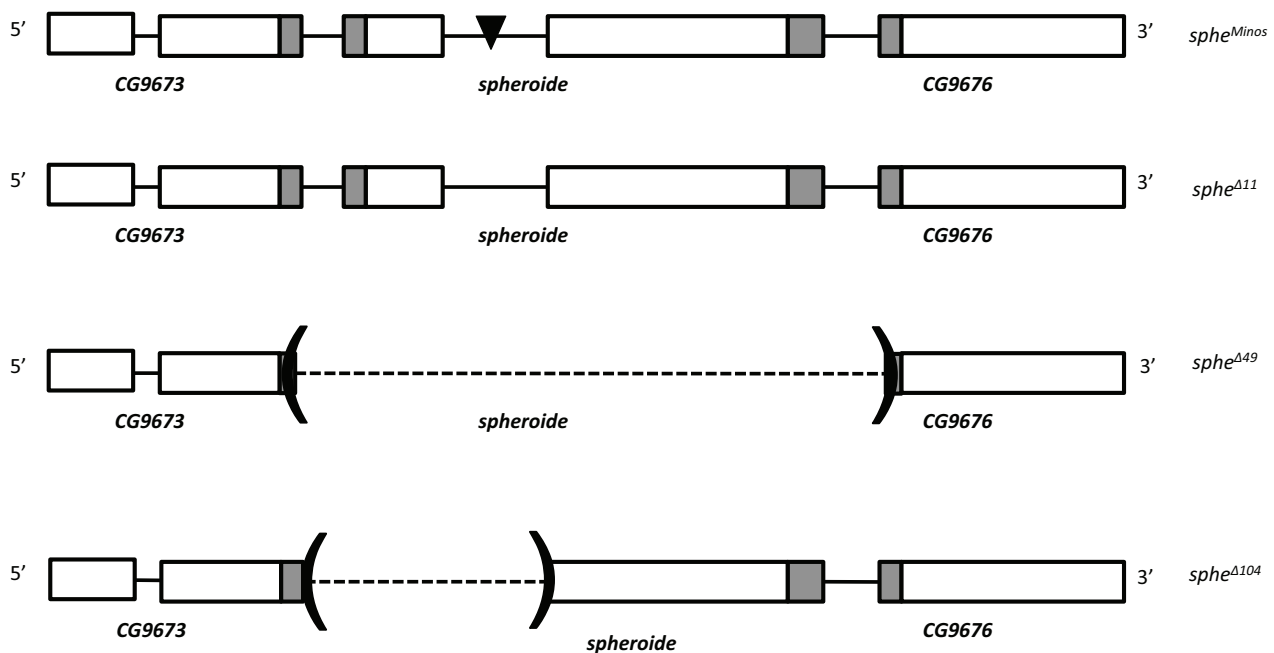 5’ 3’ sphe^Minos
CG9673 spheroide CG9676
5’ 3’ sphe^Δ11
CG9673 spheroide CG9676
5’ 3’ sphe^Δ49
CG9673 spheroide CG9676
5’ 3’ sphe^Δ104
CG9673 spheroide CG9676